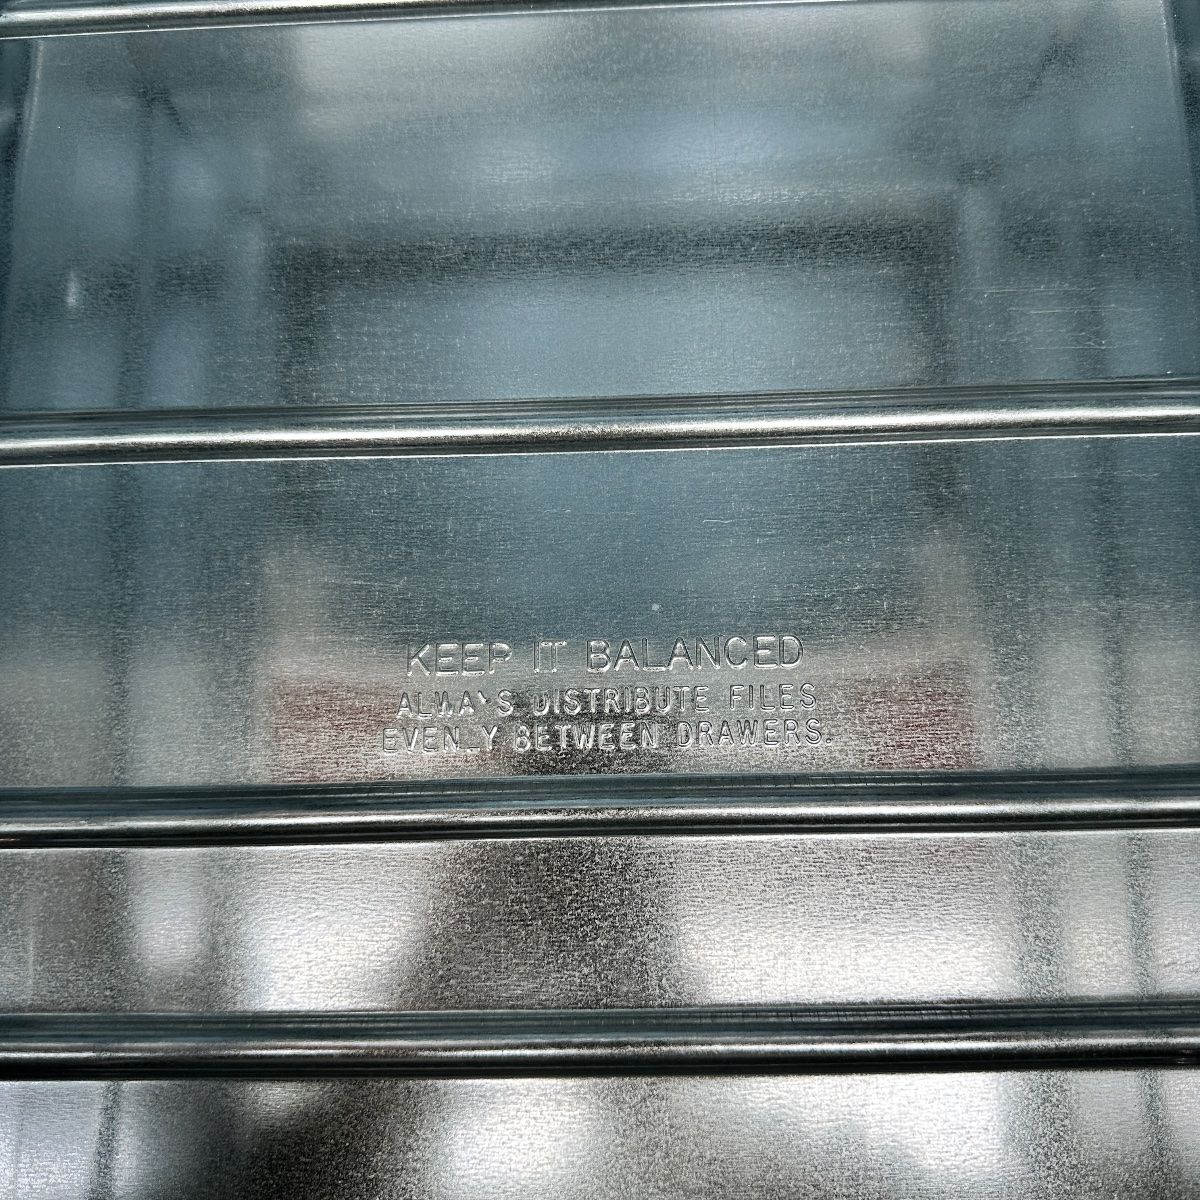 KEEP IT BALANCED
ALWAYS DISTRIBUTE FILES
EVENLY BETWEEN DRAWERS.